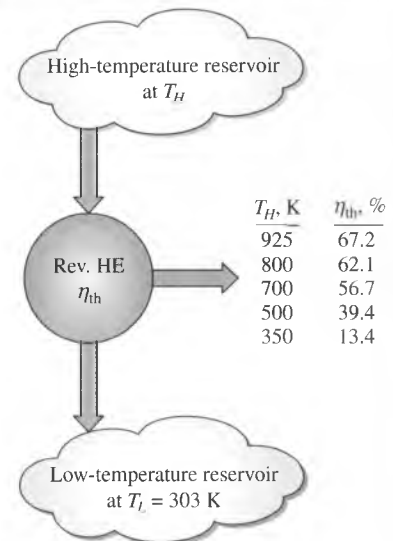 High-temperature reservoir
at T_H
Rev. HE
η_th
T_H, K η_th, %
925 67.2
800 62.1
700 56.7
500 39.4
350 13.4
Low-temperature reservoir
at T_L = 303 K